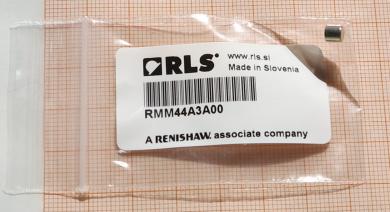 RLS®
www.rls.si
Made in Slovenia
RMM44A3A00
A RENISHAW. associate company